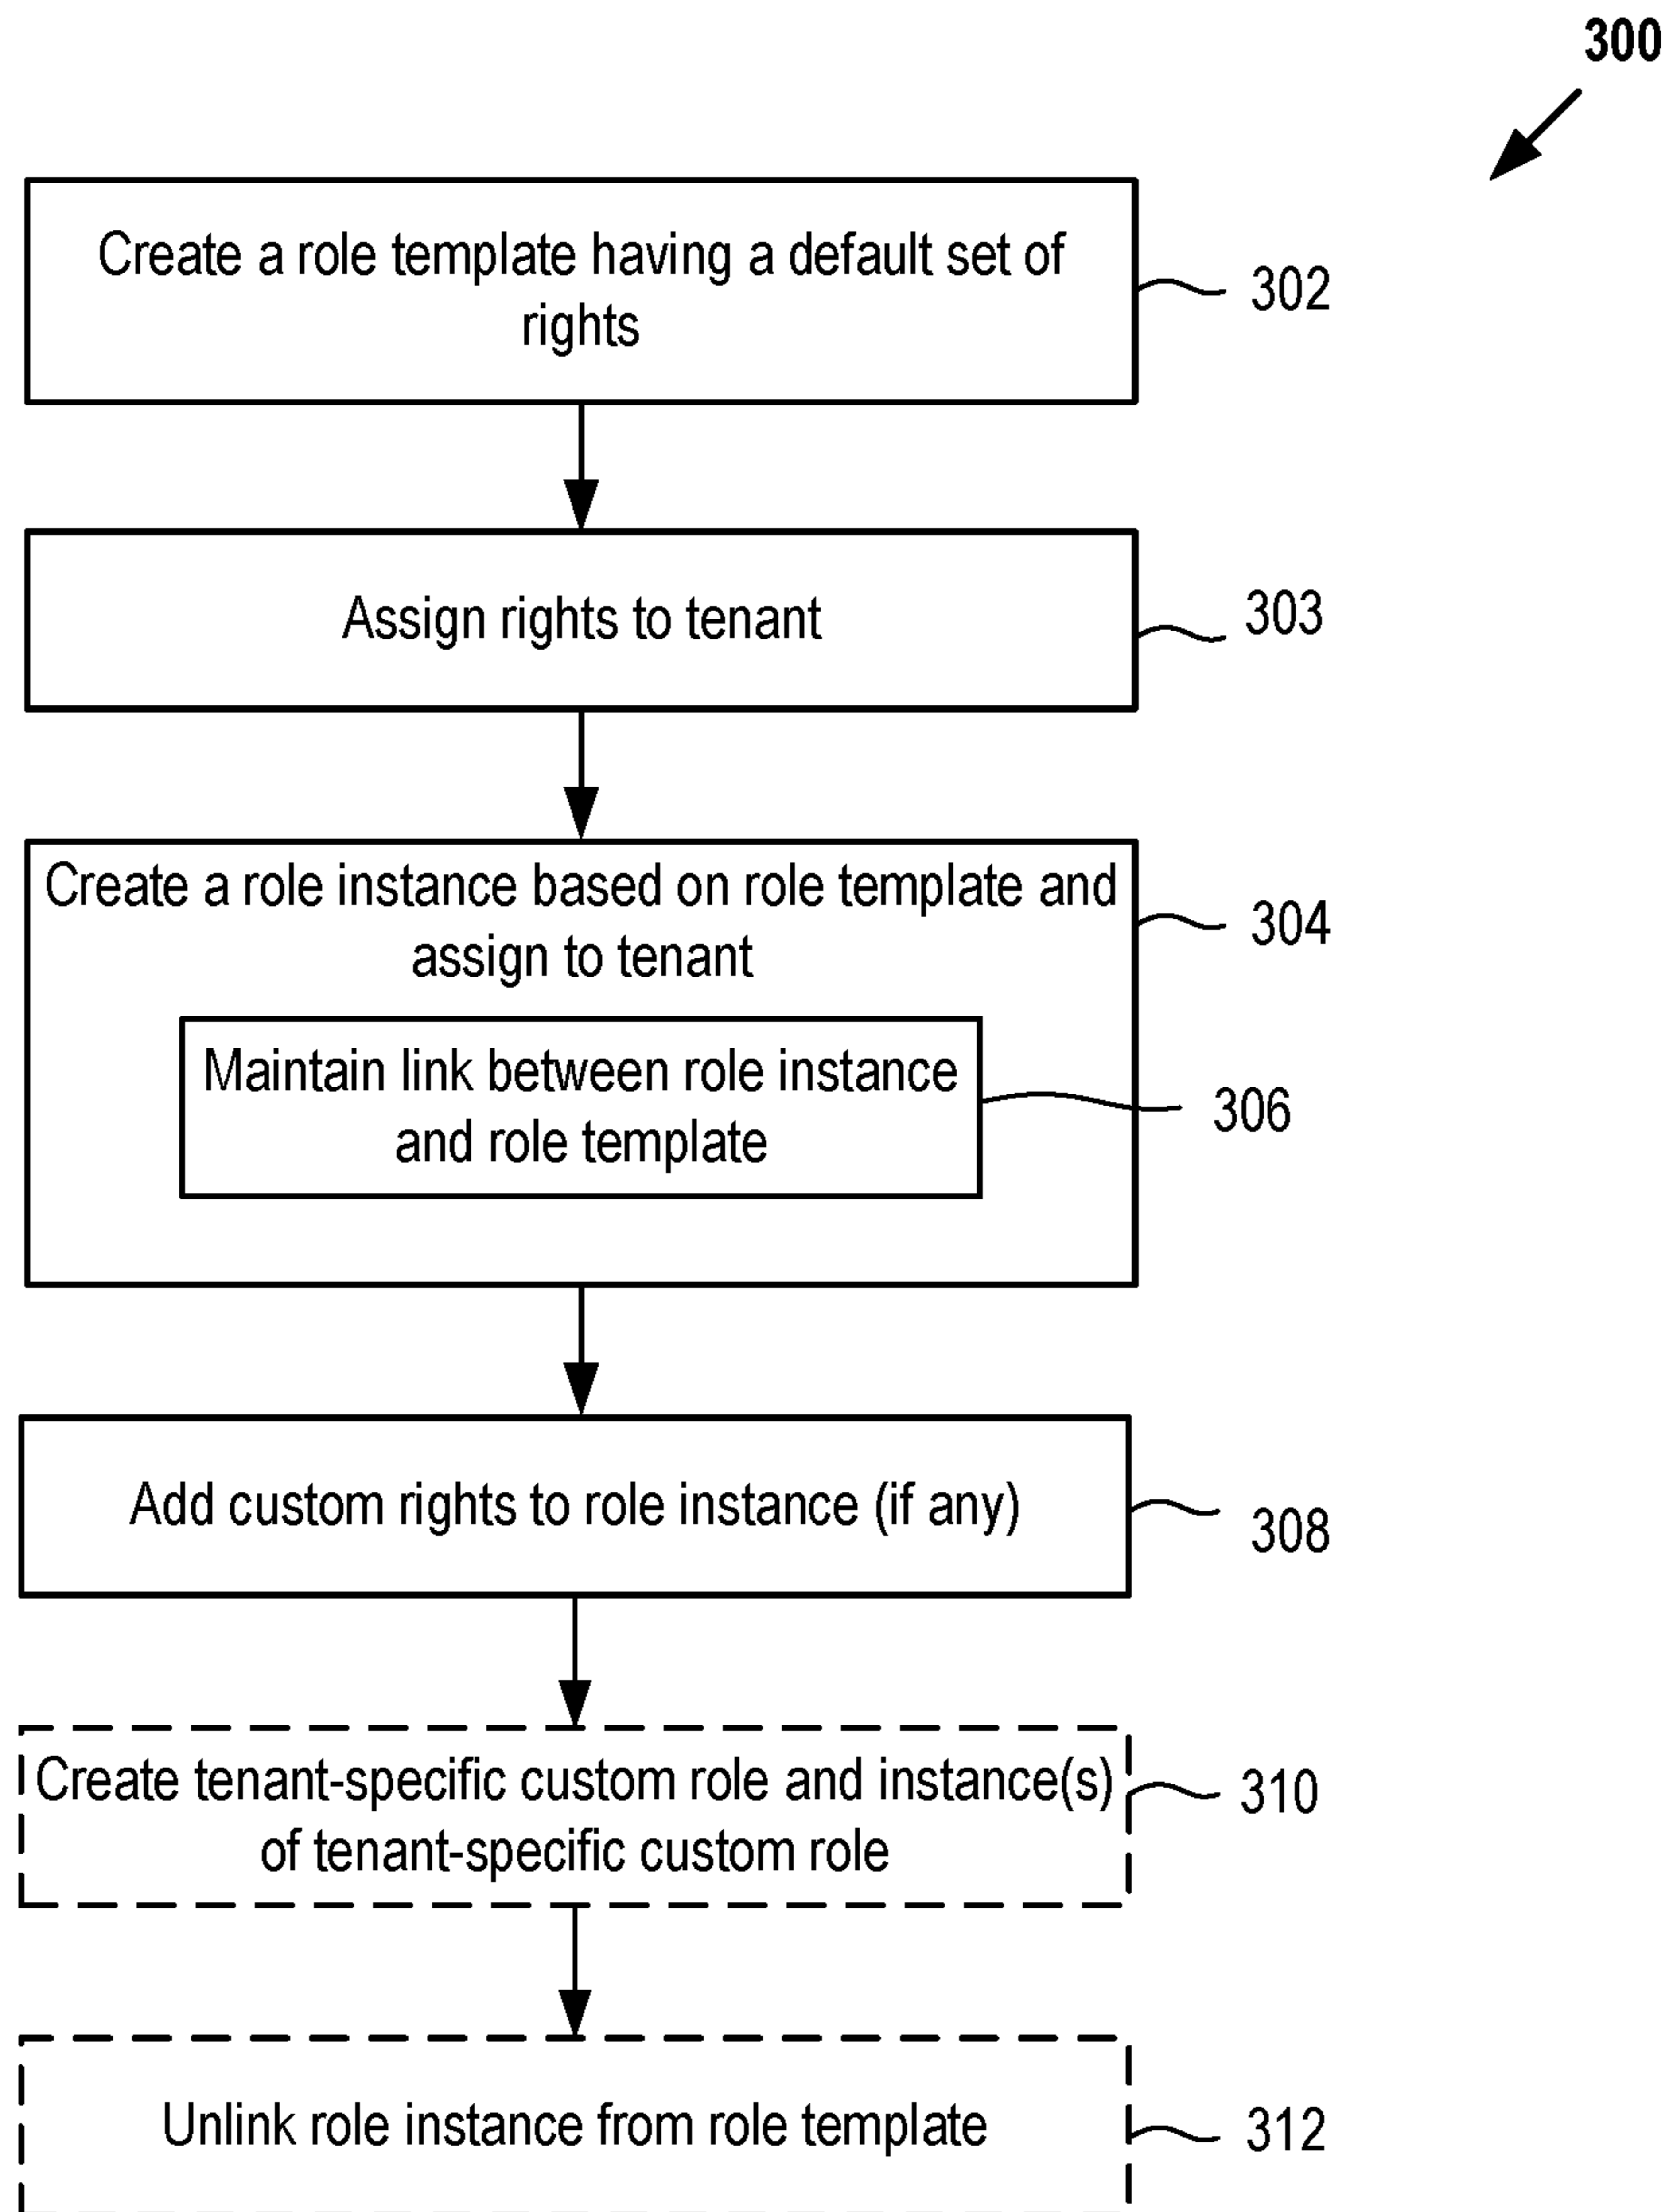 300
Create a role template having a default set of
rights
302
Assign rights to tenant
303
Create a role instance based on role template and
assign to tenant
304
Maintain link between role instance
and role template
306
Add custom rights to role instance (if any)
308
Create tenant-specific custom role and instance(s)
of tenant-specific custom role
310
Unlink role instance from role template
312